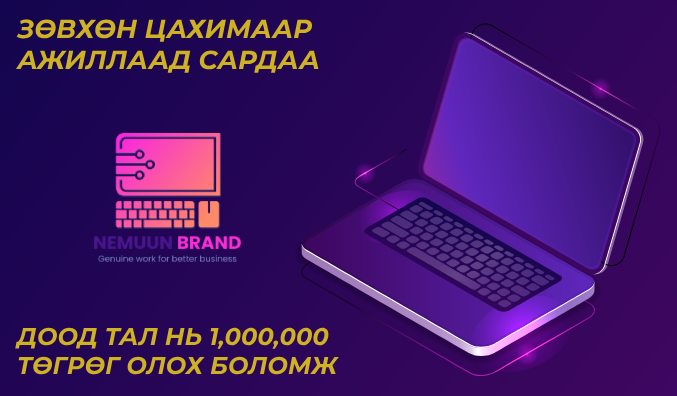 ЗӨВХӨН ЦАХИМААР
АЖИЛЛААД САРДАА
NEMUUN BRAND
Genuine work for better business
ДООД ТАЛ НЬ 1,000,000
ТӨГРӨГ ОЛОХ БОЛОМЖ